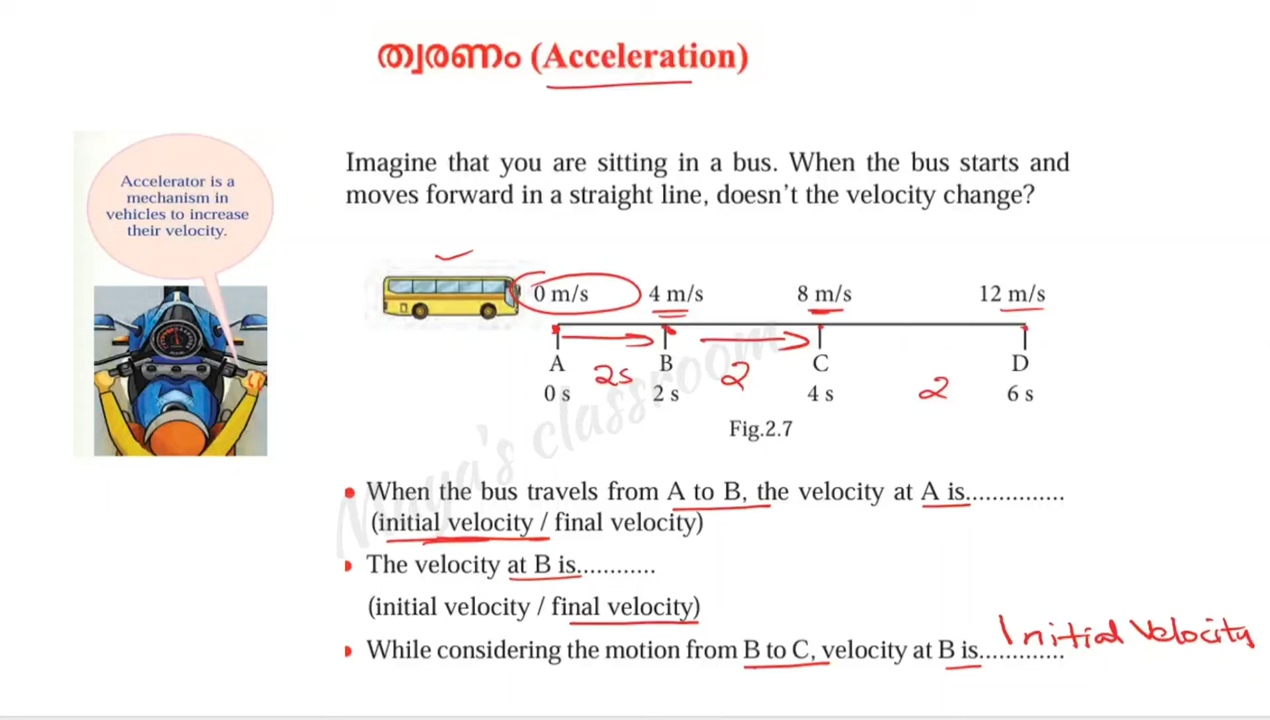 ത്വരണം (Acceleration)
Accelerator is a
mechanism in
vehicles to increase
their velocity.
Imagine that you are sitting in a bus. When the bus starts and
moves forward in a straight line, doesn't the velocity change?
0 m/s 4 m/s 8 m/s 12 m/s
A B C D
2s 2 2
0 s 2 s 4 s 6 s
Fig.2.7
Maya's classroom
• When the bus travels from A to B, the velocity at A is...............
(initial velocity / final velocity)
• The velocity at B is............
(initial velocity / final velocity)
Initial Velocity
• While considering the motion from B to C, velocity at B is.............